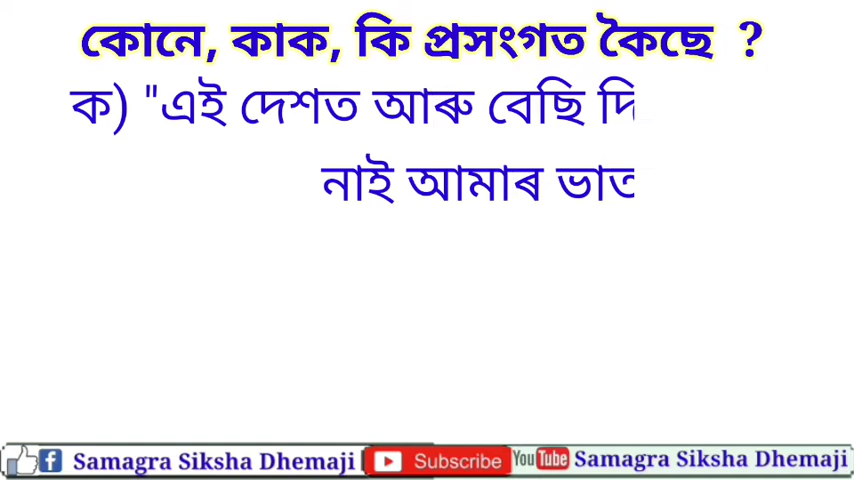 কোনে, কাক, কি প্ৰসংগত কৈছে ?
ক) "এই দেশত আৰু বেছি
নাই আমাৰ
Samagra Siksha Dhemaji Subscribe YouTube Samagra Siksha Dhemaji